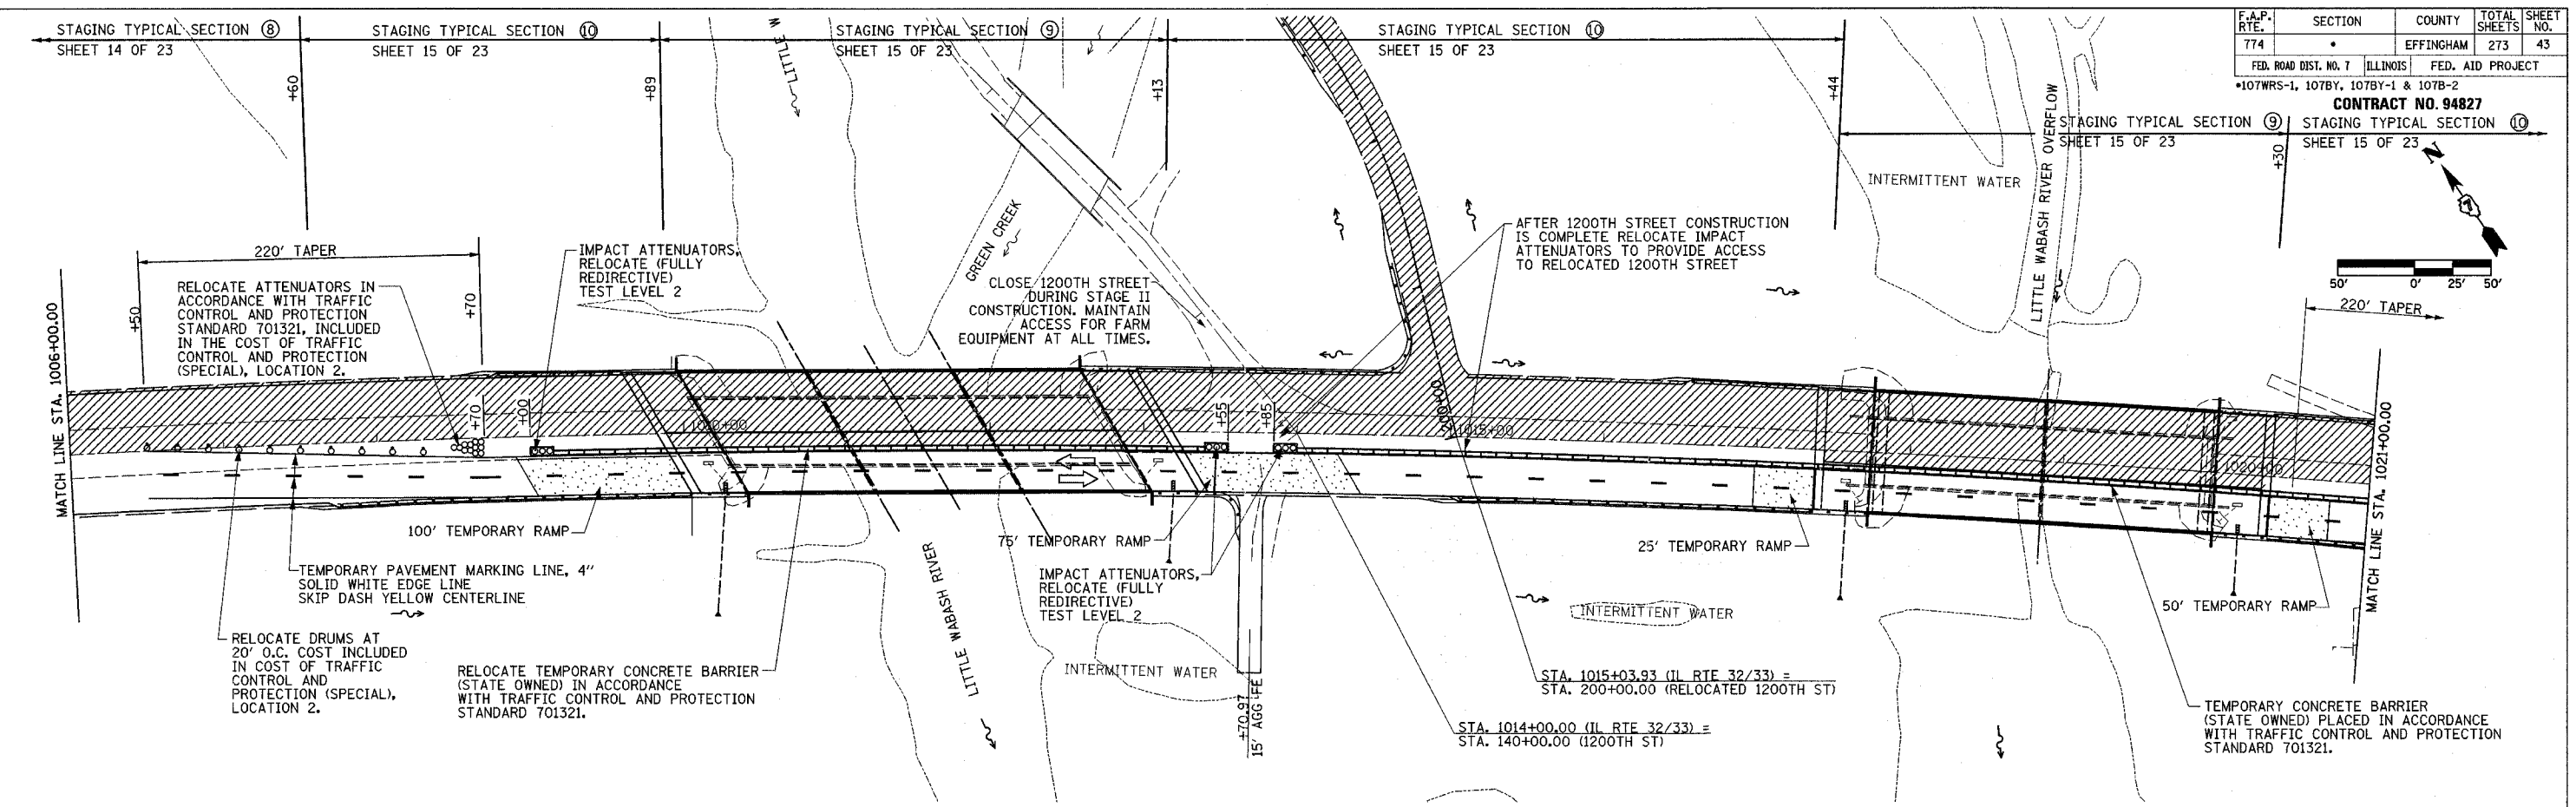 STAGING TYPICAL SECTION 8
SHEET 14 OF 23
STAGING TYPICAL SECTION 10
SHEET 15 OF 23
STAGING TYPICAL SECTION 9
SHEET 15 OF 23
STAGING TYPICAL SECTION 10
SHEET 15 OF 23
F.A.P. RTE. SECTION COUNTY TOTAL SHEETS SHEET NO.
774 * EFFINGHAM 273 43
FED. ROAD DIST. NO. 7 ILLINOIS FED. AID PROJECT
*107WRS-1, 107BY, 107BY-1 & 107B-2
CONTRACT NO. 94827
STAGING TYPICAL SECTION 9
SHEET 15 OF 23
STAGING TYPICAL SECTION 10
SHEET 15 OF 23
+60
+89
+13
+44
+30
N
50' 0' 25' 50'
220' TAPER
INTERMITTENT WATER
LITTLE WABASH RIVER OVERFLOW
GREEN CREEK
220' TAPER
+50
+70
RELOCATE ATTENUATORS IN
ACCORDANCE WITH TRAFFIC
CONTROL AND PROTECTION
STANDARD 701321, INCLUDED
IN THE COST OF TRAFFIC
CONTROL AND PROTECTION
(SPECIAL), LOCATION 2.
IMPACT ATTENUATORS,
RELOCATE (FULLY
REDIRECTIVE)
TEST LEVEL 2
CLOSE 1200TH STREET
DURING STAGE II
CONSTRUCTION. MAINTAIN
ACCESS FOR FARM
EQUIPMENT AT ALL TIMES.
AFTER 1200TH STREET CONSTRUCTION
IS COMPLETE RELOCATE IMPACT
ATTENUATORS TO PROVIDE ACCESS
TO RELOCATED 1200TH STREET
MATCH LINE STA. 1006+00.00
+70
+00
+55
+85
200+00
1015+00
1020+00
MATCH LINE STA. 1021+00.00
100' TEMPORARY RAMP
75' TEMPORARY RAMP
25' TEMPORARY RAMP
50' TEMPORARY RAMP
TEMPORARY PAVEMENT MARKING LINE, 4"
SOLID WHITE EDGE LINE
SKIP DASH YELLOW CENTERLINE
RELOCATE DRUMS AT
20' O.C. COST INCLUDED
IN COST OF TRAFFIC
CONTROL AND
PROTECTION (SPECIAL),
LOCATION 2.
RELOCATE TEMPORARY CONCRETE BARRIER
(STATE OWNED) IN ACCORDANCE
WITH TRAFFIC CONTROL AND PROTECTION
STANDARD 701321.
LITTLE WABASH RIVER
IMPACT ATTENUATORS,
RELOCATE (FULLY
REDIRECTIVE)
TEST LEVEL 2
INTERMITTENT WATER
+70.97
15' AGG FE
INTERMITTENT WATER
STA. 1015+03.93 (IL RTE 32/33) =
STA. 200+00.00 (RELOCATED 1200TH ST)
STA. 1014+00.00 (IL RTE 32/33) =
STA. 140+00.00 (1200TH ST)
TEMPORARY CONCRETE BARRIER
(STATE OWNED) PLACED IN ACCORDANCE
WITH TRAFFIC CONTROL AND PROTECTION
STANDARD 701321.